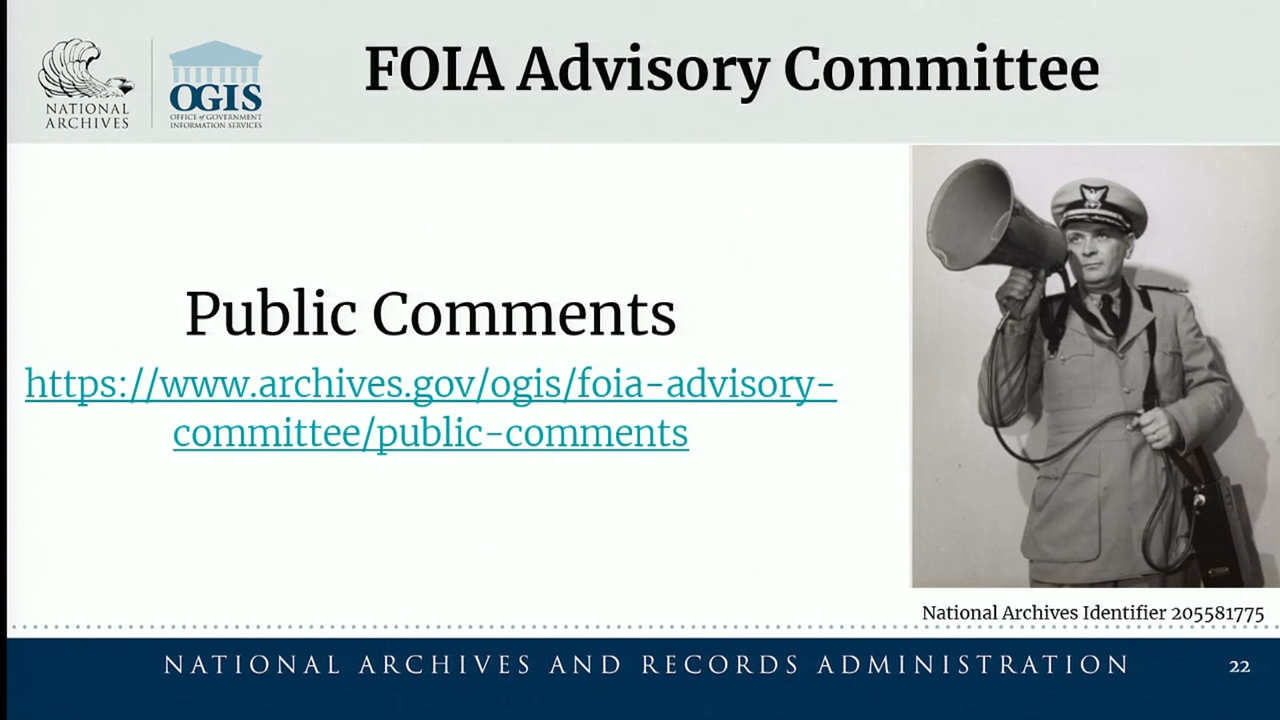 NATIONAL
ARCHIVES
OGIS
OFFICE of GOVERNMENT
INFORMATION SERVICES
FOIA Advisory Committee
Public Comments
https://www.archives.gov/ogis/foia-advisory-
committee/public-comments
National Archives Identifier 205581775
NATIONAL ARCHIVES AND RECORDS ADMINISTRATION
22